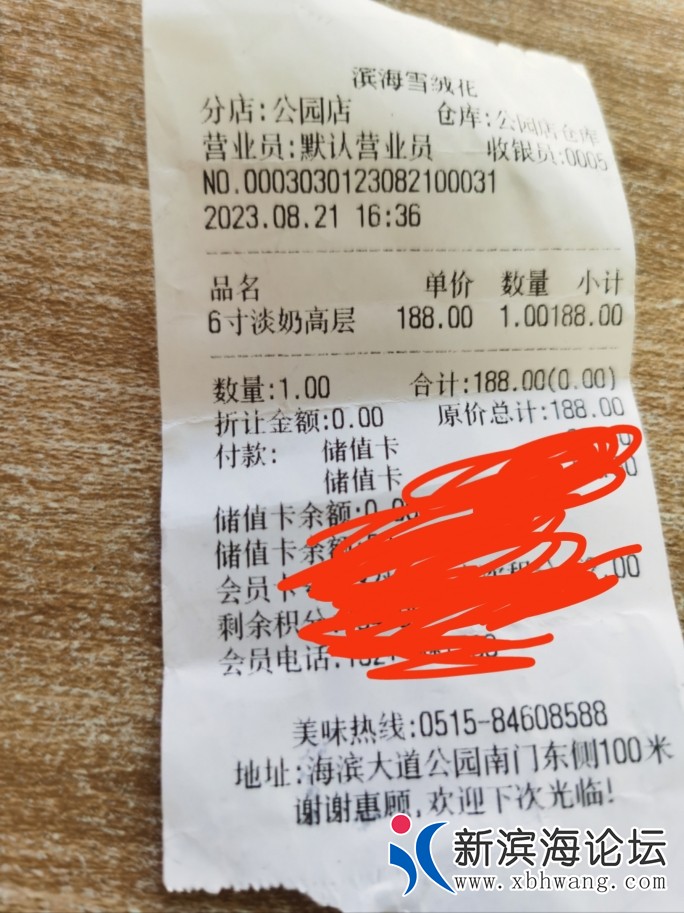 滨海雪绒花
分店:公园店 仓库:公园店仓库
营业员:默认营业员 收银员:0005
NO.0003030123082100031
2023.08.21 16:36
品名 单价 数量 小计
6寸淡奶高层 188.00 1.00188.00
数量:1.00 合计:188.00(0.00)
折让金额:0.00 原价总计:188.00
付款: 储值卡
储值卡
储值卡余额:0.
储值卡余额
会员卡 .00
剩余积分
会员电话:
美味热线:0515-84608588
地址:海滨大道公园南门东侧100米
谢谢惠顾,欢迎下次光临!
新滨海论坛
www.xbhwang.com